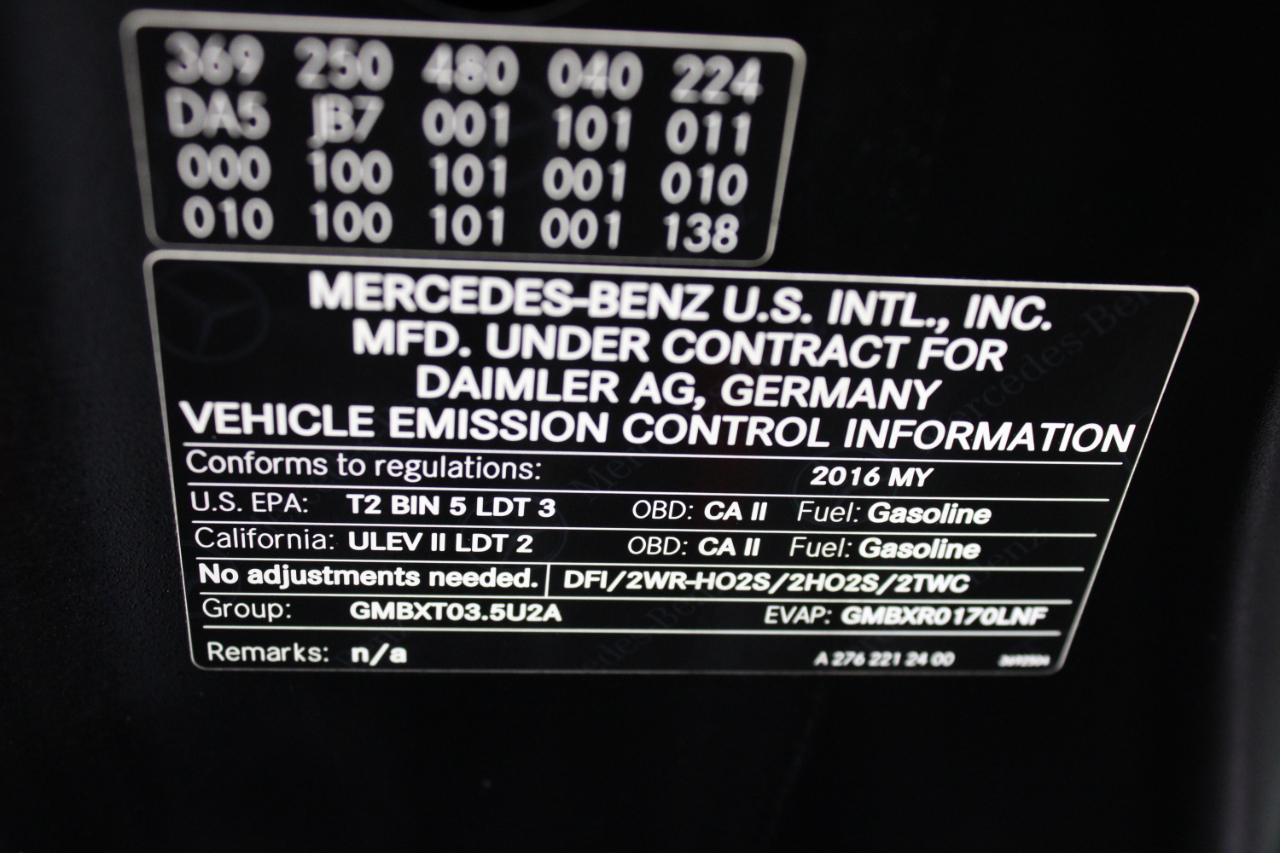 369 250 480 040 224
DA5 JB7 001 101 011
000 100 101 001 010
010 100 101 001 138
MERCEDES-BENZ U.S. INTL., INC.
MFD. UNDER CONTRACT FOR
DAIMLER AG, GERMANY
VEHICLE EMISSION CONTROL INFORMATION
Conforms to regulations: 2016 MY
U.S. EPA: T2 BIN 5 LDT 3 OBD: CA II Fuel: Gasoline
California: ULEV II LDT 2 OBD: CA II Fuel: Gasoline
No adjustments needed. DFI/2WR-HO2S/2HO2S/2TWC
Group: GMBXT03.5U2A EVAP: GMBXR0170LNF
Remarks: n/a A 276 221 24 00